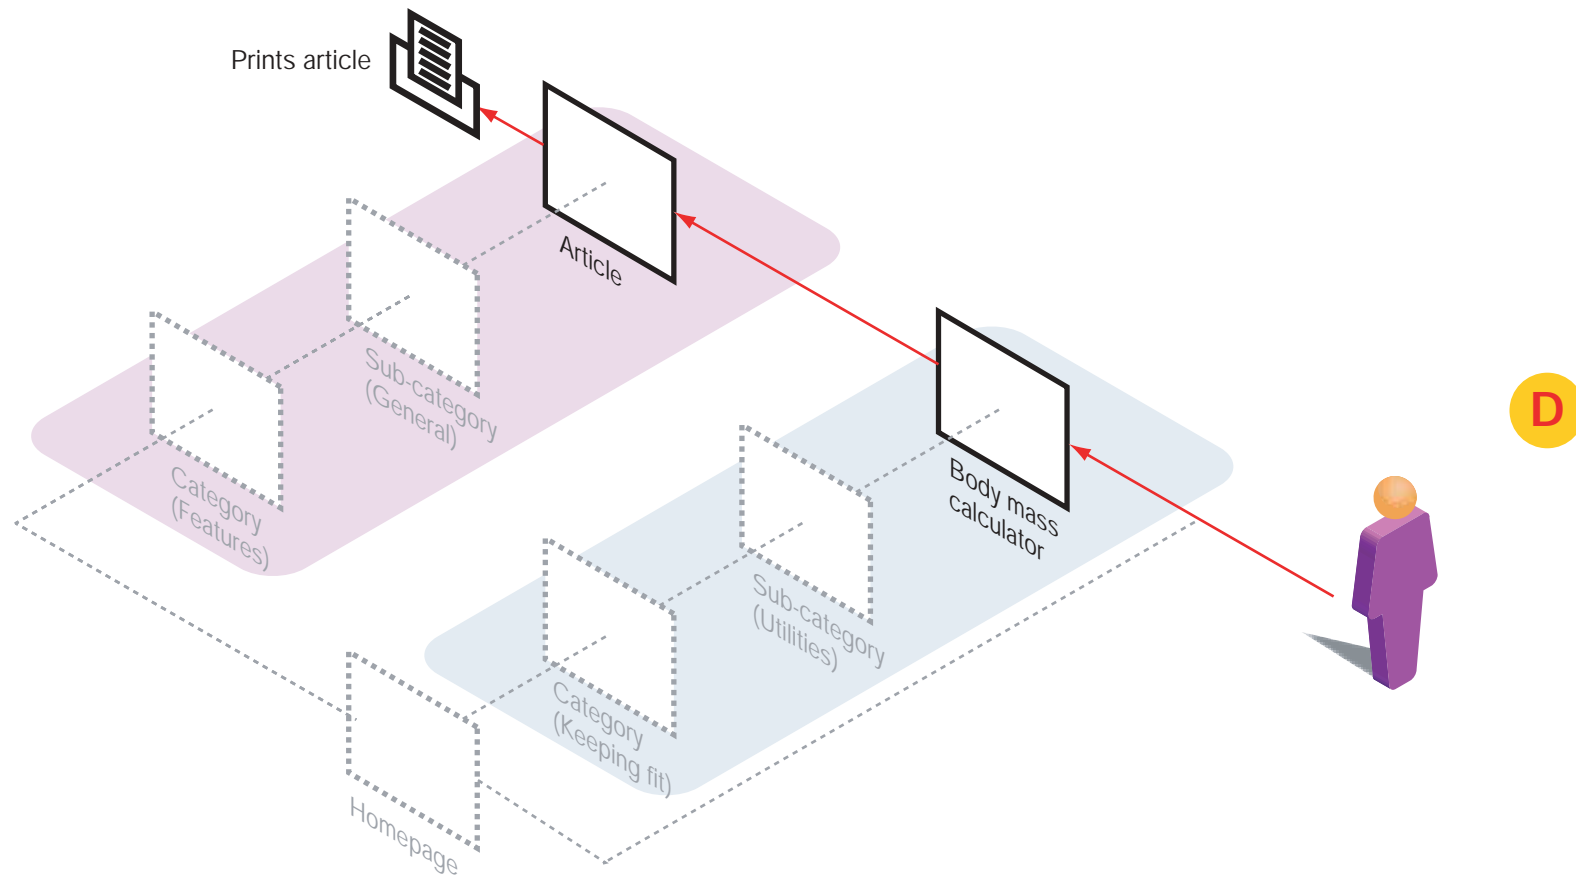 Prints article
Article
Sub-category
(General)
Category
(Features)
D
Body mass
calculator
Sub-category
(Utilities)
Category
(Keeping fit)
Homepage